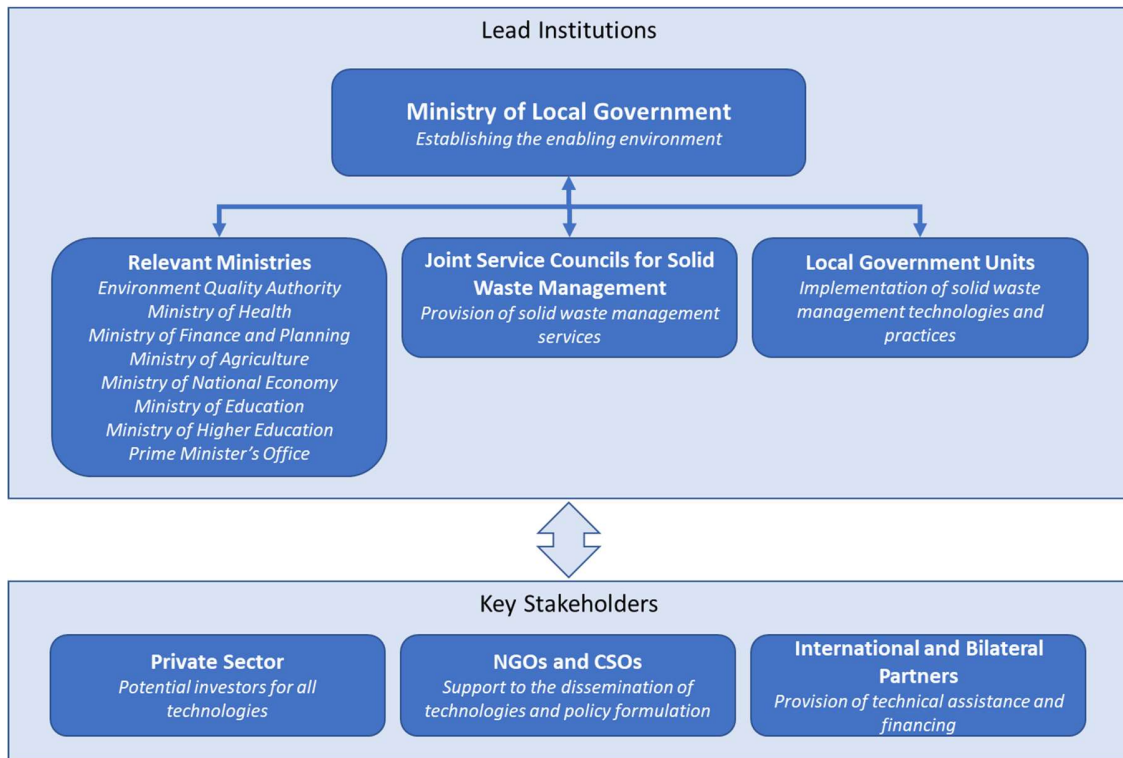 Lead Institutions
Ministry of Local Government
Establishing the enabling environment
Relevant Ministries
Environment Quality Authority
Ministry of Health
Ministry of Finance and Planning
Ministry of Agriculture
Ministry of National Economy
Ministry of Education
Ministry of Higher Education
Prime Minister’s Office
Joint Service Councils for Solid
Waste Management
Provision of solid waste management
services
Local Government Units
Implementation of solid waste
management technologies and
practices
Key Stakeholders
Private Sector
Potential investors for all
technologies
NGOs and CSOs
Support to the dissemination of
technologies and policy formulation
International and Bilateral
Partners
Provision of technical assistance and
financing